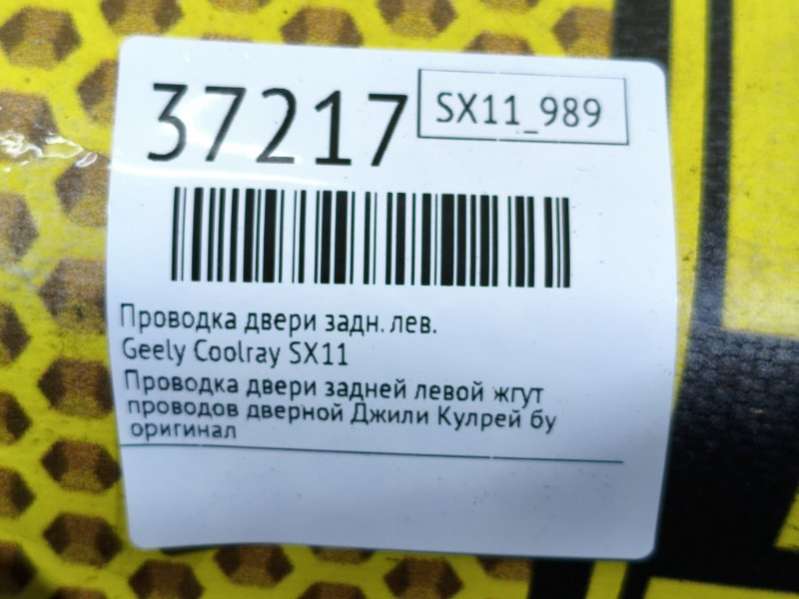 37217
SX11_989
Проводка двери задн. лев.
Geely Coolray SX11
Проводка двери задней левой жгут
проводов дверной Джили Кулрей бу
оригинал